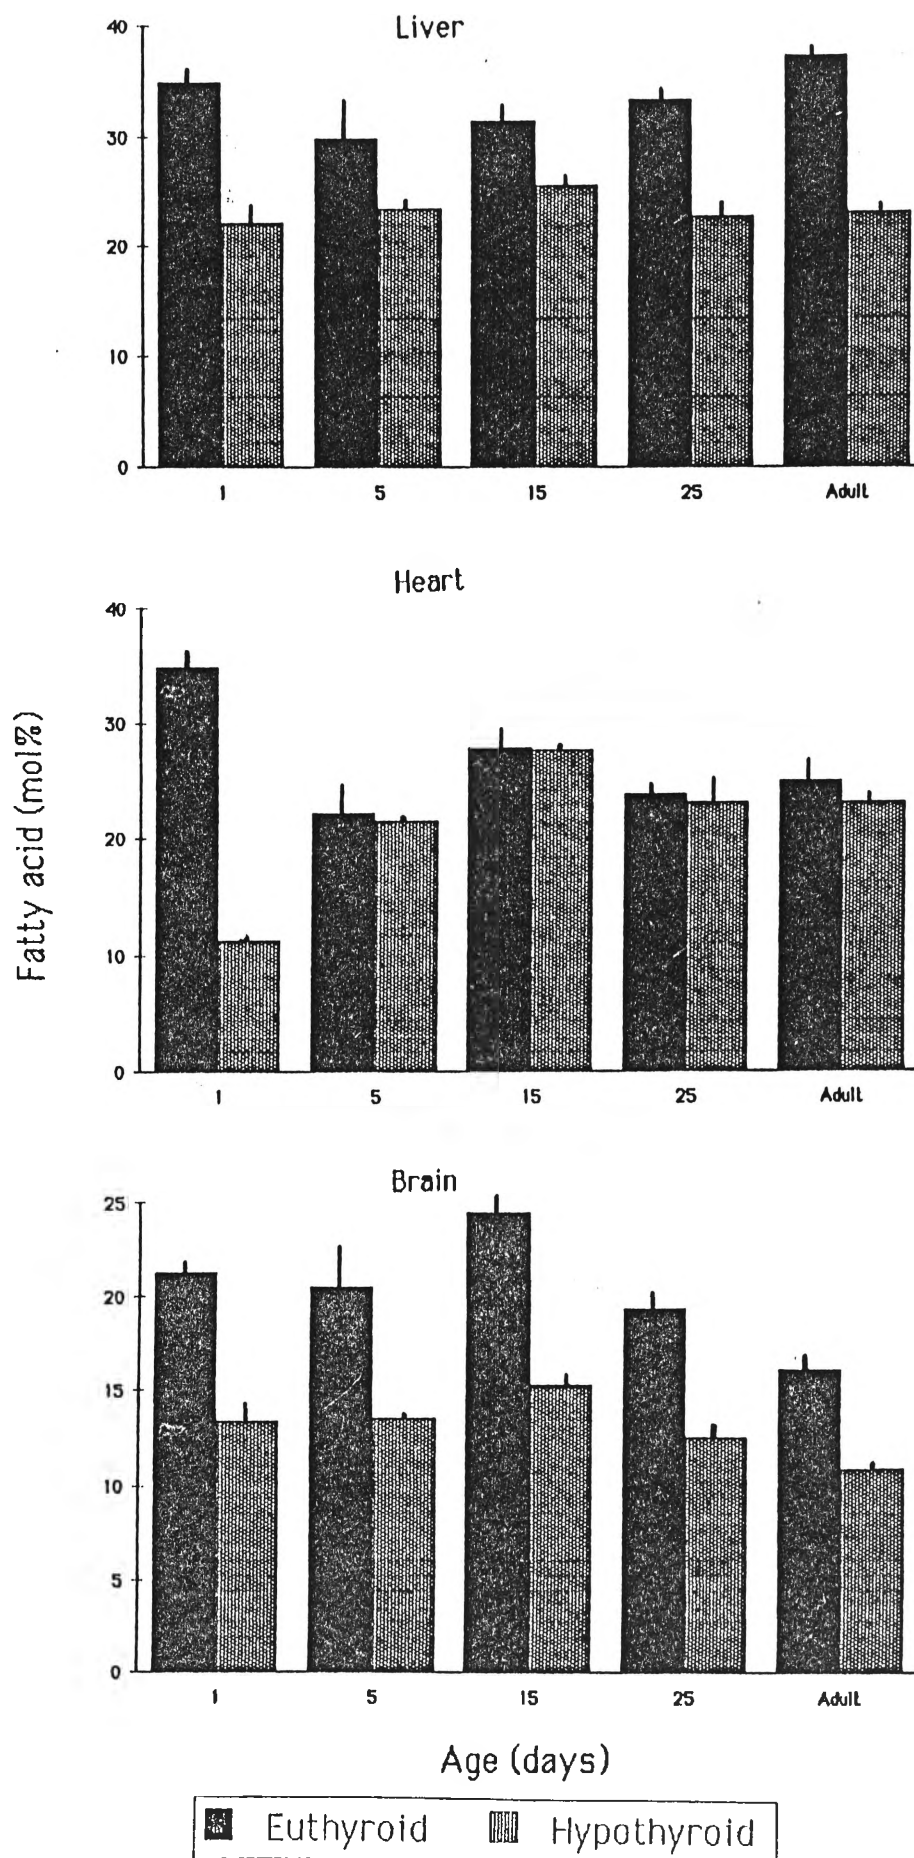 Liver
40
30
20
10
0
1 5 15 25 Adult
Heart
40
30
20
10
0
1 5 15 25 Adult
Fatty acid (mol%)
Brain
25
20
15
10
5
0
1 5 15 25 Adult
Age (days)
Euthyroid Hypothyroid